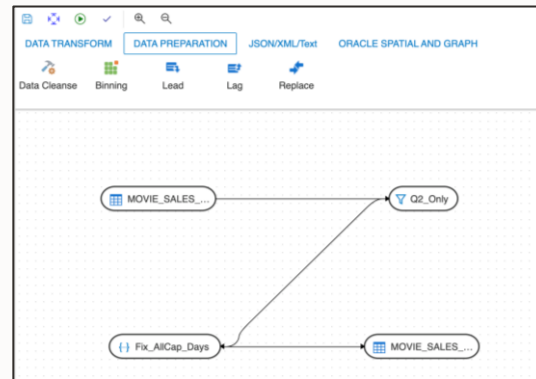 DATA TRANSFORM DATA PREPARATION JSON/XML/Text ORACLE SPATIAL AND GRAPH
Data Cleanse Binning Lead Lag Replace
MOVIE_SALES_... Q2_Only
Fix_AllCap_Days MOVIE_SALES_...